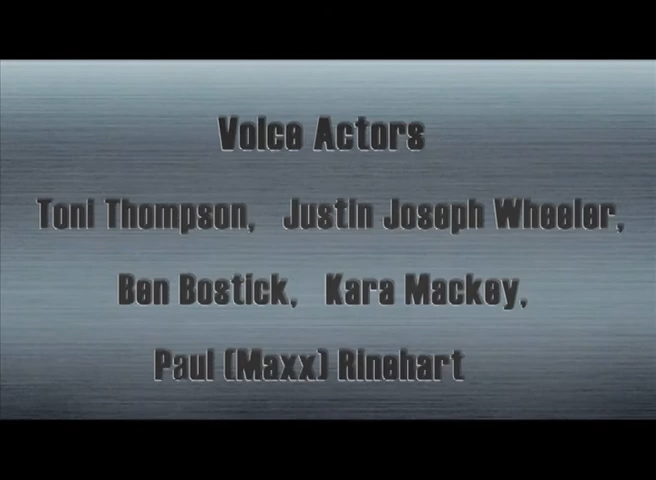 Voice Actors
Toni Thompson, Justin Joseph Wheeler,
Ben Bostick, Kara Mackey,
Paul (Maxx) Rinehart